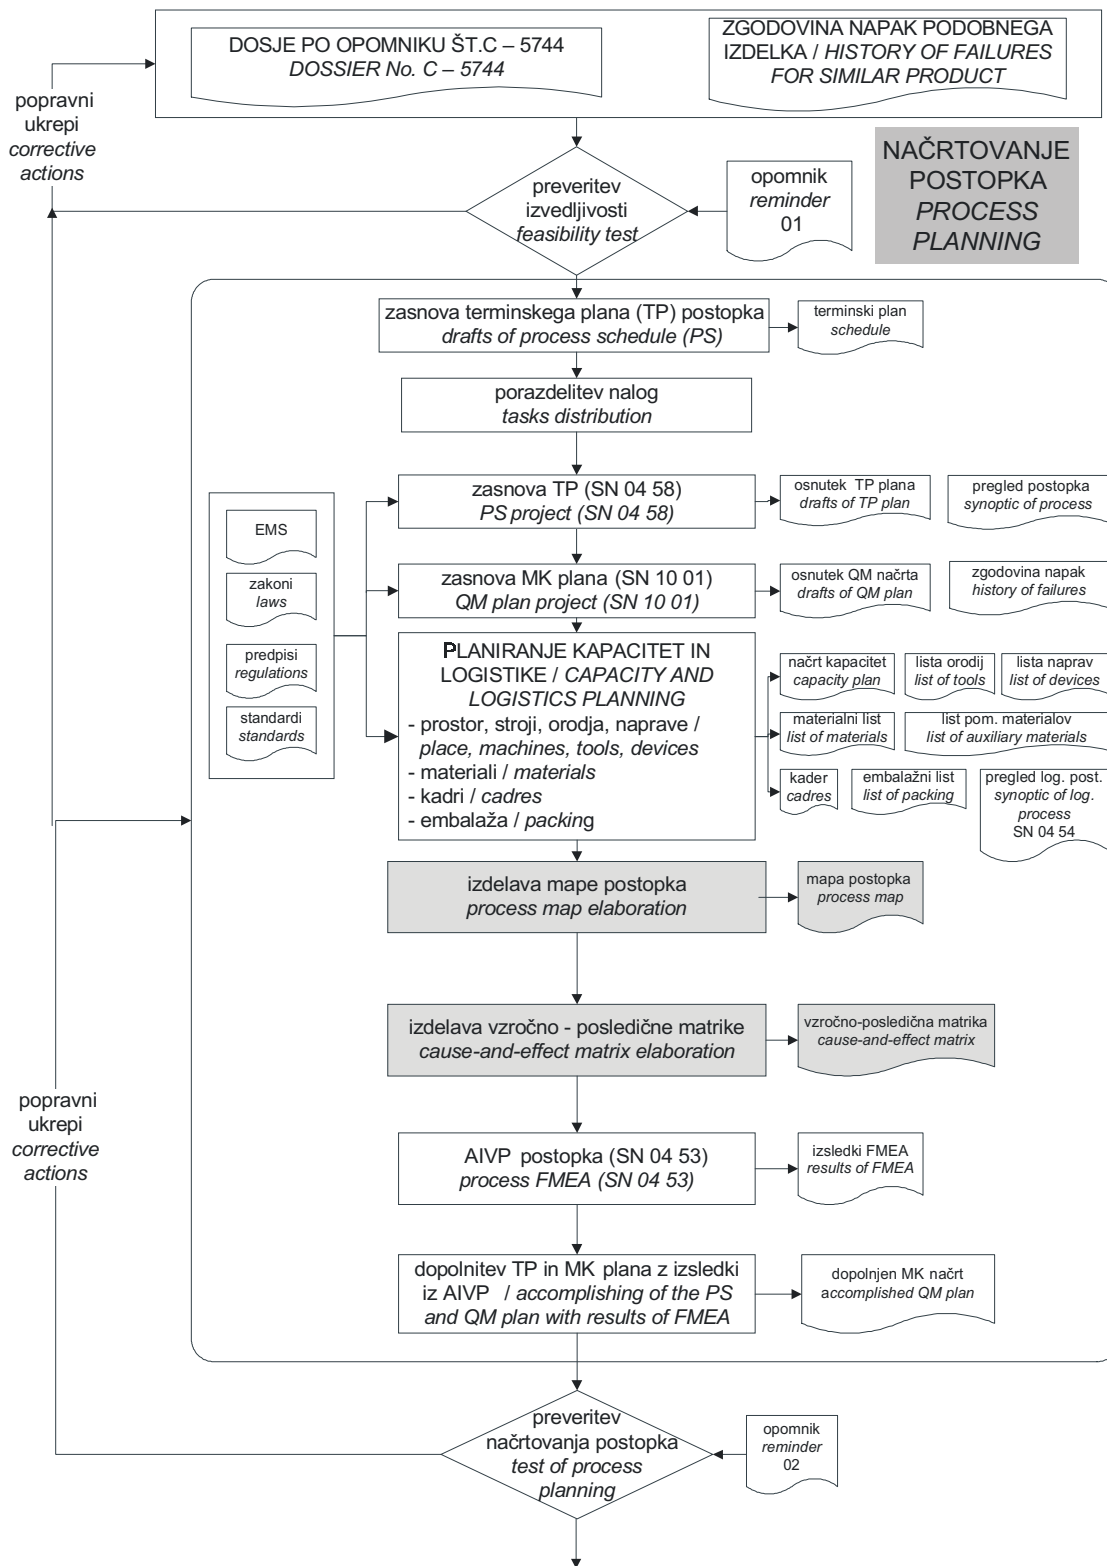 DOSJE PO OPOMNIKU ŠT.C – 5744
DOSSIER No. C – 5744
ZGODOVINA NAPAK PODOBNEGA
IZDELKA / HISTORY OF FAILURES
FOR SIMILAR PRODUCT
popravni
ukrepi
corrective
actions
NAČRTOVANJE
POSTOPKA
PROCESS
PLANNING
preveritev
izvedljivosti
feasibility test
opomnik
reminder
01
zasnova terminskega plana (TP) postopka
drafts of process schedule (PS)
terminski plan
schedule
porazdelitev nalog
tasks distribution
EMS
zakoni
laws
predpisi
regulations
standardi
standards
zasnova TP (SN 04 58)
PS project (SN 04 58)
osnutek TP plana
drafts of TP plan
pregled postopka
synoptic of process
zasnova MK plana (SN 10 01)
QM plan project (SN 10 01)
osnutek QM načrta
drafts of QM plan
zgodovina napak
history of failures
PLANIRANJE KAPACITET IN
LOGISTIKE / CAPACITY AND
LOGISTICS PLANNING
- prostor, stroji, orodja, naprave /
place, machines, tools, devices
- materiali / materials
- kadri / cadres
- embalaža / packing
načrt kapacitet
capacity plan
lista orodij
list of tools
lista naprav
list of devices
materialni list
list of materials
list pom. materialov
list of auxiliary materials
kader
cadres
embalažni list
list of packing
pregled log. post.
synoptic of log.
process
SN 04 54
izdelava mape postopka
process map elaboration
mapa postopka
process map
izdelava vzročno - posledične matrike
cause-and-effect matrix elaboration
vzročno-posledična matrika
cause-and-effect matrix
popravni
ukrepi
corrective
actions
AIVP postopka (SN 04 53)
process FMEA (SN 04 53)
izsledki FMEA
results of FMEA
dopolnitev TP in MK plana z izsledki
iz AIVP / accomplishing of the PS
and QM plan with results of FMEA
dopolnjen MK načrt
accomplished QM plan
preveritev
načrtovanja postopka
test of process
planning
opomnik
reminder
02